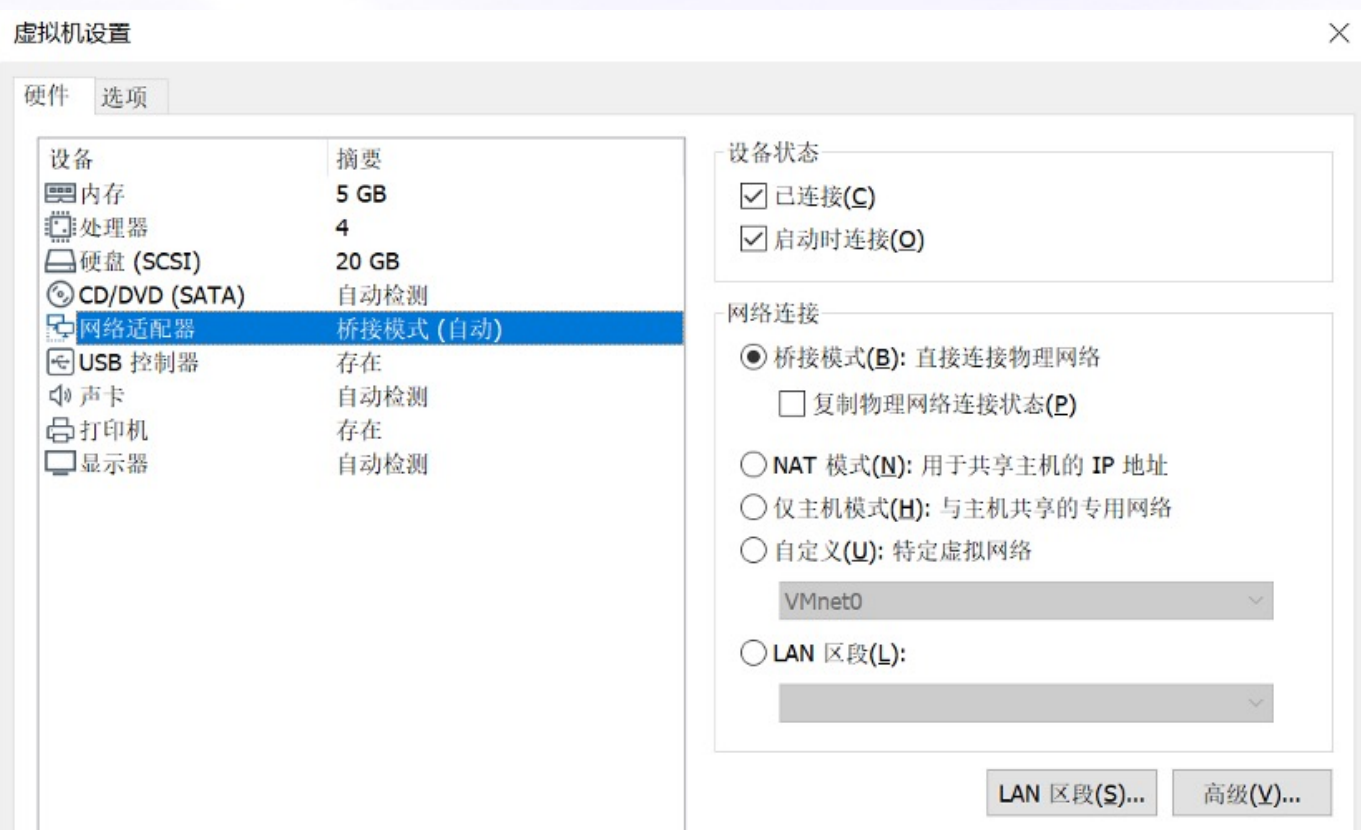 虚拟机设置
硬件 选项
设备 摘要
内存 5 GB
处理器 4
硬盘 (SCSI) 20 GB
CD/DVD (SATA) 自动检测
网络适配器 桥接模式 (自动)
USB 控制器 存在
声卡 自动检测
打印机 存在
显示器 自动检测
设备状态
已连接(C)
启动时连接(O)
网络连接
桥接模式(B): 直接连接物理网络
复制物理网络连接状态(P)
NAT 模式(N): 用于共享主机的 IP 地址
仅主机模式(H): 与主机共享的专用网络
自定义(U): 特定虚拟网络
VMnet0
LAN 区段(L):
LAN 区段(S)... 高级(V)...